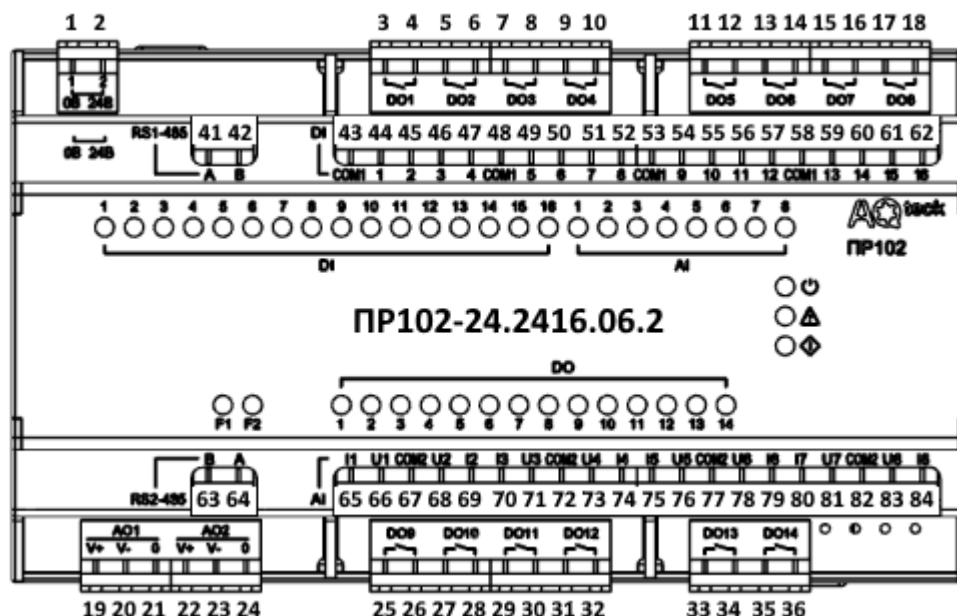 1 2 3 4 5 6 7 8 9 10 11 12 13 14 15 16 17 18
1 2
0В 24В DO1 DO2 DO3 DO4 DO5 DO6 DO7 DO8
RS1-485 41 42 DI 43 44 45 46 47 48 49 50 51 52 53 54 55 56 57 58 59 60 61 62
0В 24В A B COM1 1 2 3 4 COM1 5 6 7 8 COM1 9 10 11 12 COM1 13 14 15 16
1 2 3 4 5 6 7 8 9 10 11 12 13 14 15 16 1 2 3 4 5 6 7 8
teck
DI AI ПР102
ПР102-24.2416.06.2
DO
F1 F2 1 2 3 4 5 6 7 8 9 10 11 12 13 14
B A I1 U1 COM2 U2 I2 I3 U3 COM2 U4 I4 I5 U5 COM2 U6 I6 I7 U7 COM2 U8 I8
RS2-485 63 64 AI 65 66 67 68 69 70 71 72 73 74 75 76 77 78 79 80 81 82 83 84
AO1 AO2 DO9 DO10 DO11 DO12 DO13 DO14
V+ V- 0 V+ V- 0
19 20 21 22 23 24 25 26 27 28 29 30 31 32 33 34 35 36